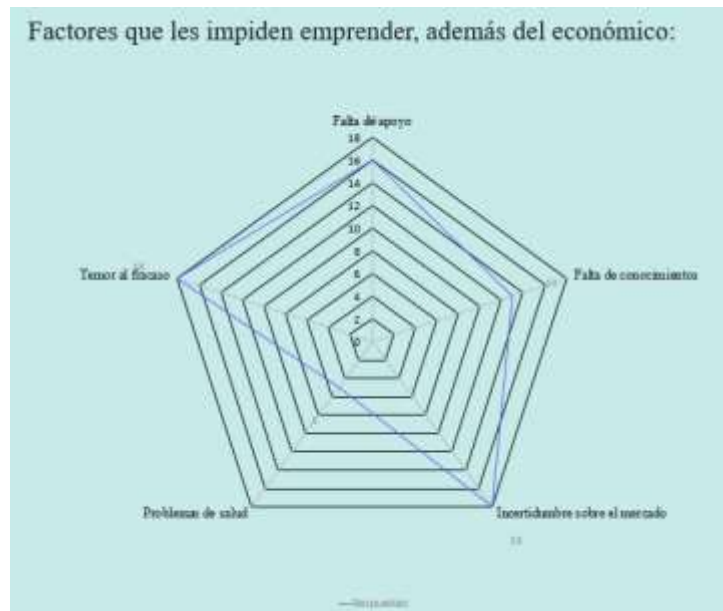 Factores que les impiden emprender, además del económico:
Falta de apoyo
18
16
14
12
10
8
6
4
2
0
Temor al fracaso
Falta de conocimientos
Problemas de salud
Incertidumbre sobre el mercado